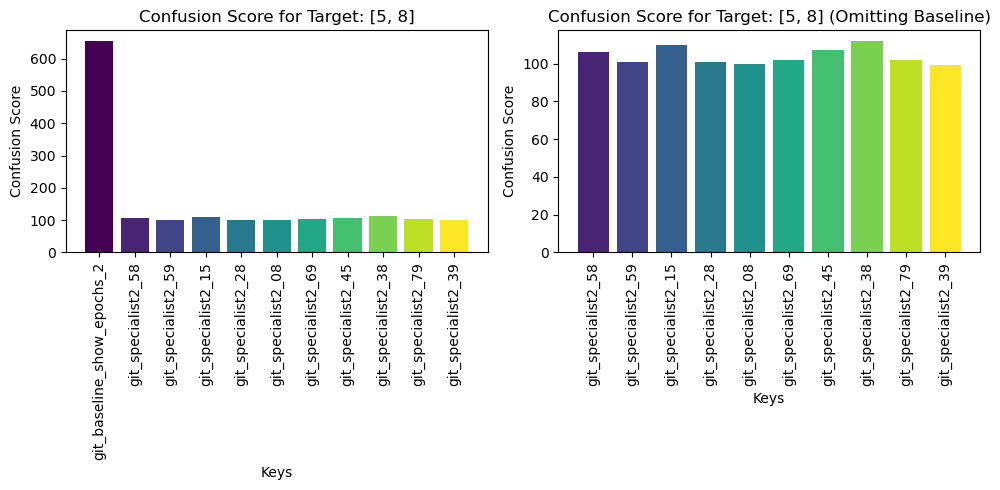 Confusion Score for Target: [5, 8]
Confusion Score
600
500
400
300
200
100
0
git_baseline_show_epochs_2
git_specialist2_58
git_specialist2_59
git_specialist2_15
git_specialist2_28
git_specialist2_08
git_specialist2_69
git_specialist2_45
git_specialist2_38
git_specialist2_79
git_specialist2_39
Keys
Confusion Score for Target: [5, 8] (Omitting Baseline)
Confusion Score
100
80
60
40
20
0
git_specialist2_58
git_specialist2_59
git_specialist2_15
git_specialist2_28
git_specialist2_08
git_specialist2_69
git_specialist2_45
git_specialist2_38
git_specialist2_79
git_specialist2_39
Keys